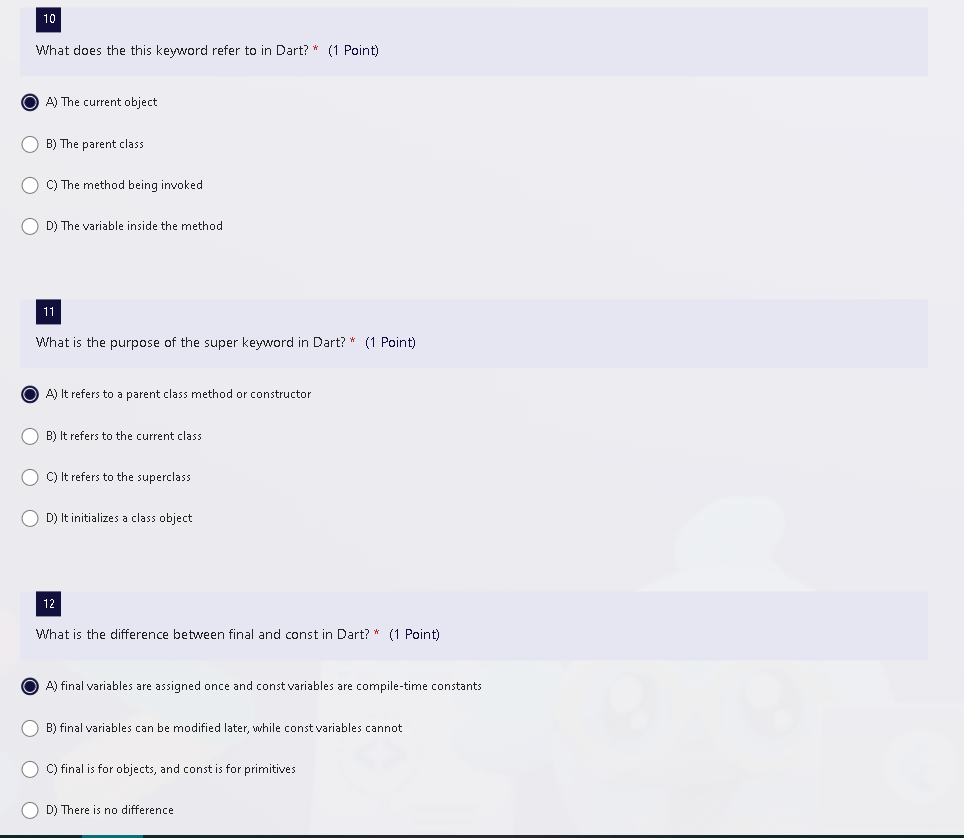 10
What does the this keyword refer to in Dart? * (1 Point)
A) The current object
B) The parent class
C) The method being invoked
D) The variable inside the method
11
What is the purpose of the super keyword in Dart? * (1 Point)
A) It refers to a parent class method or constructor
B) It refers to the current class
C) It refers to the superclass
D) It initializes a class object
12
What is the difference between final and const in Dart? * (1 Point)
A) final variables are assigned once and const variables are compile-time constants
B) final variables can be modified later, while const variables cannot
C) final is for objects, and const is for primitives
D) There is no difference